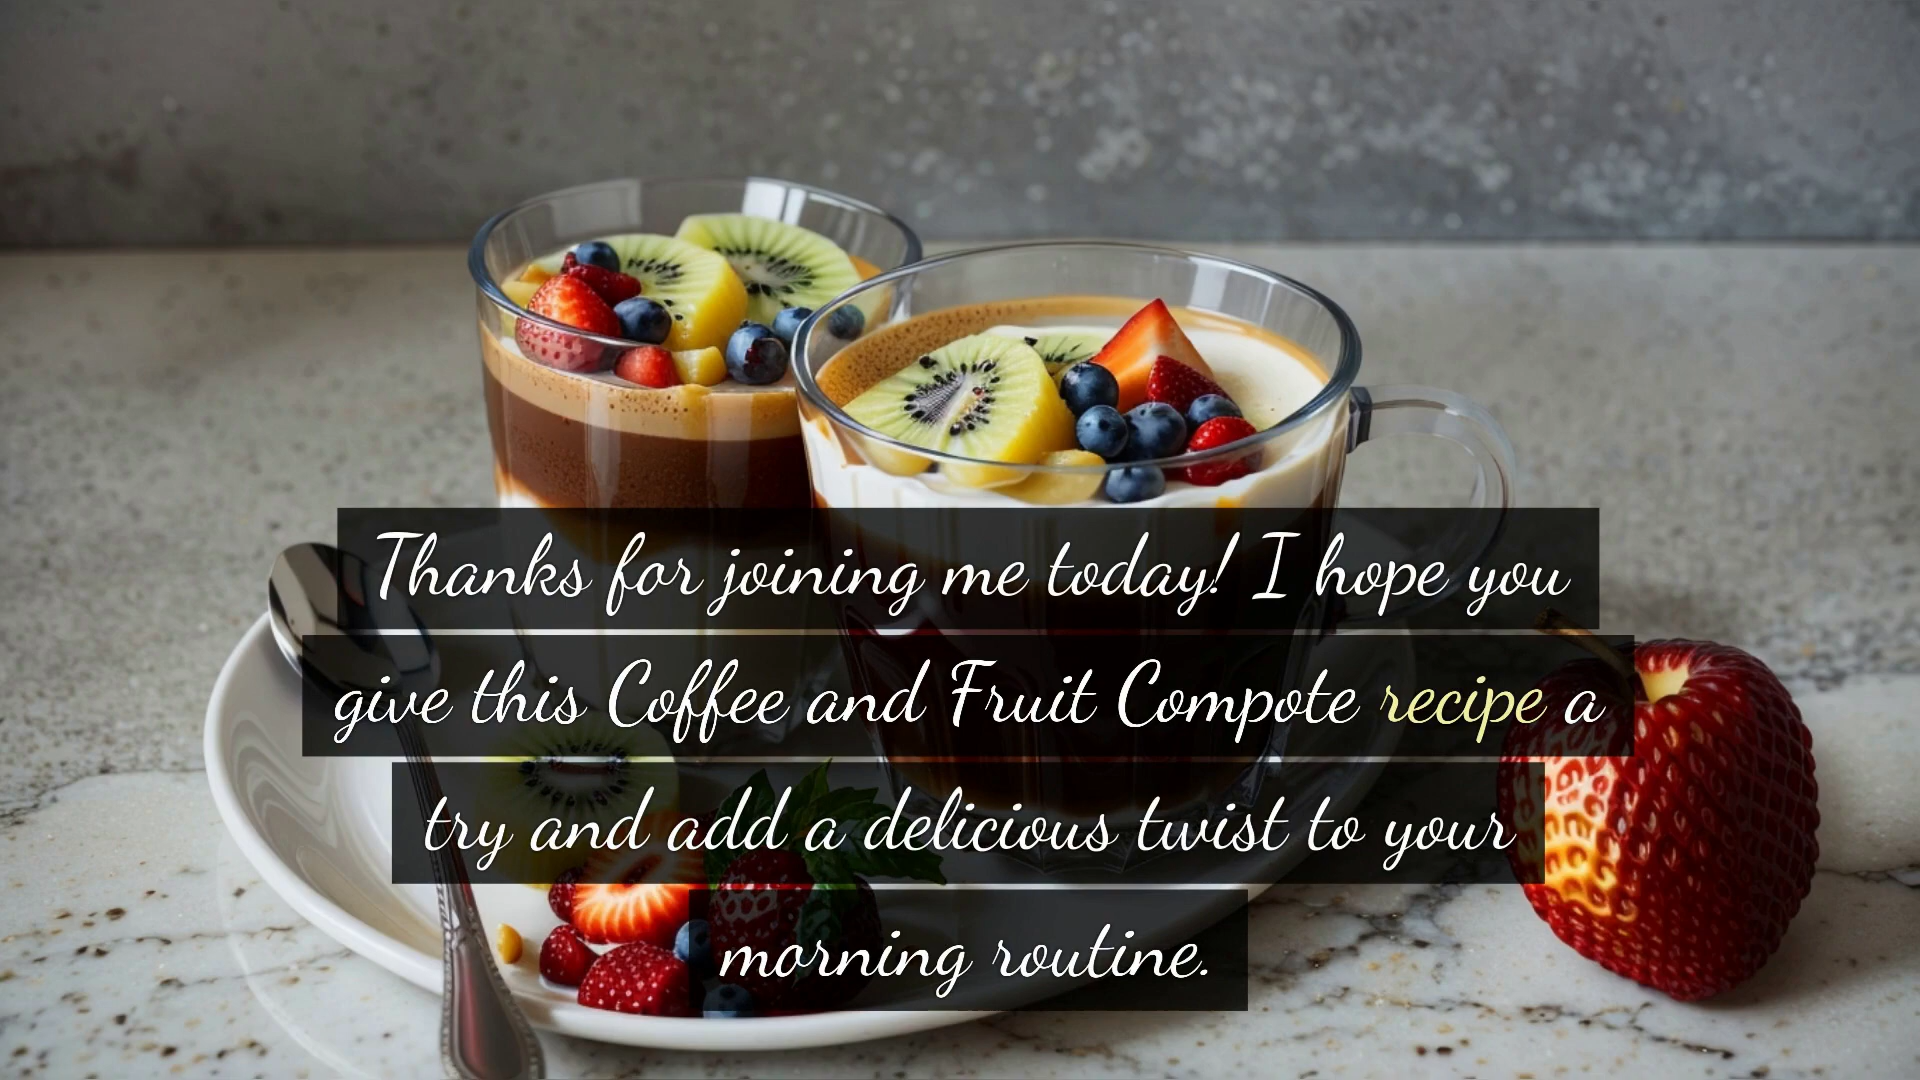 Thanks for joining me today! I hope you
give this Coffee and Fruit Compote recipe a
try and add a delicious twist to your
morning routine.